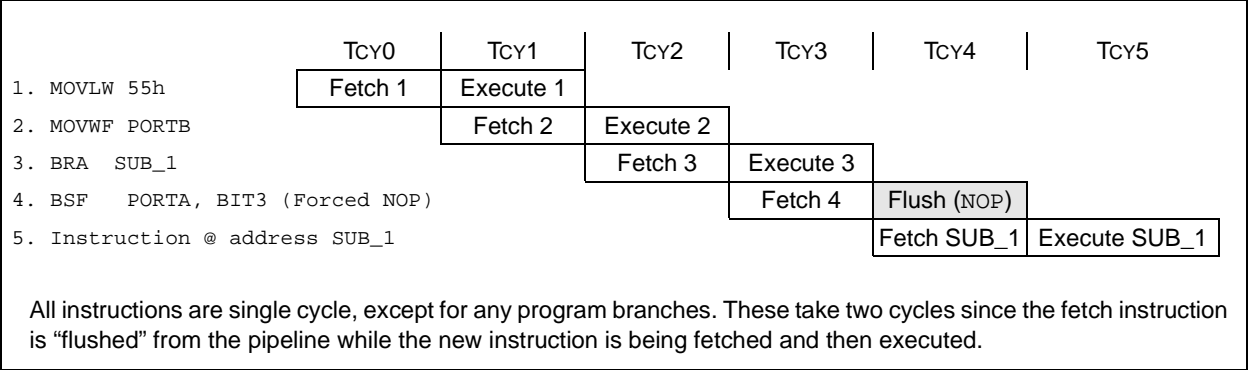 TCY0 TCY1 TCY2 TCY3 TCY4 TCY5
1. MOVLW 55h Fetch 1 Execute 1
2. MOVWF PORTB Fetch 2 Execute 2
3. BRA SUB_1 Fetch 3 Execute 3
4. BSF PORTA, BIT3 (Forced NOP) Fetch 4 Flush (NOP)
5. Instruction @ address SUB_1 Fetch SUB_1 Execute SUB_1
All instructions are single cycle, except for any program branches. These take two cycles since the fetch instruction
is “flushed” from the pipeline while the new instruction is being fetched and then executed.